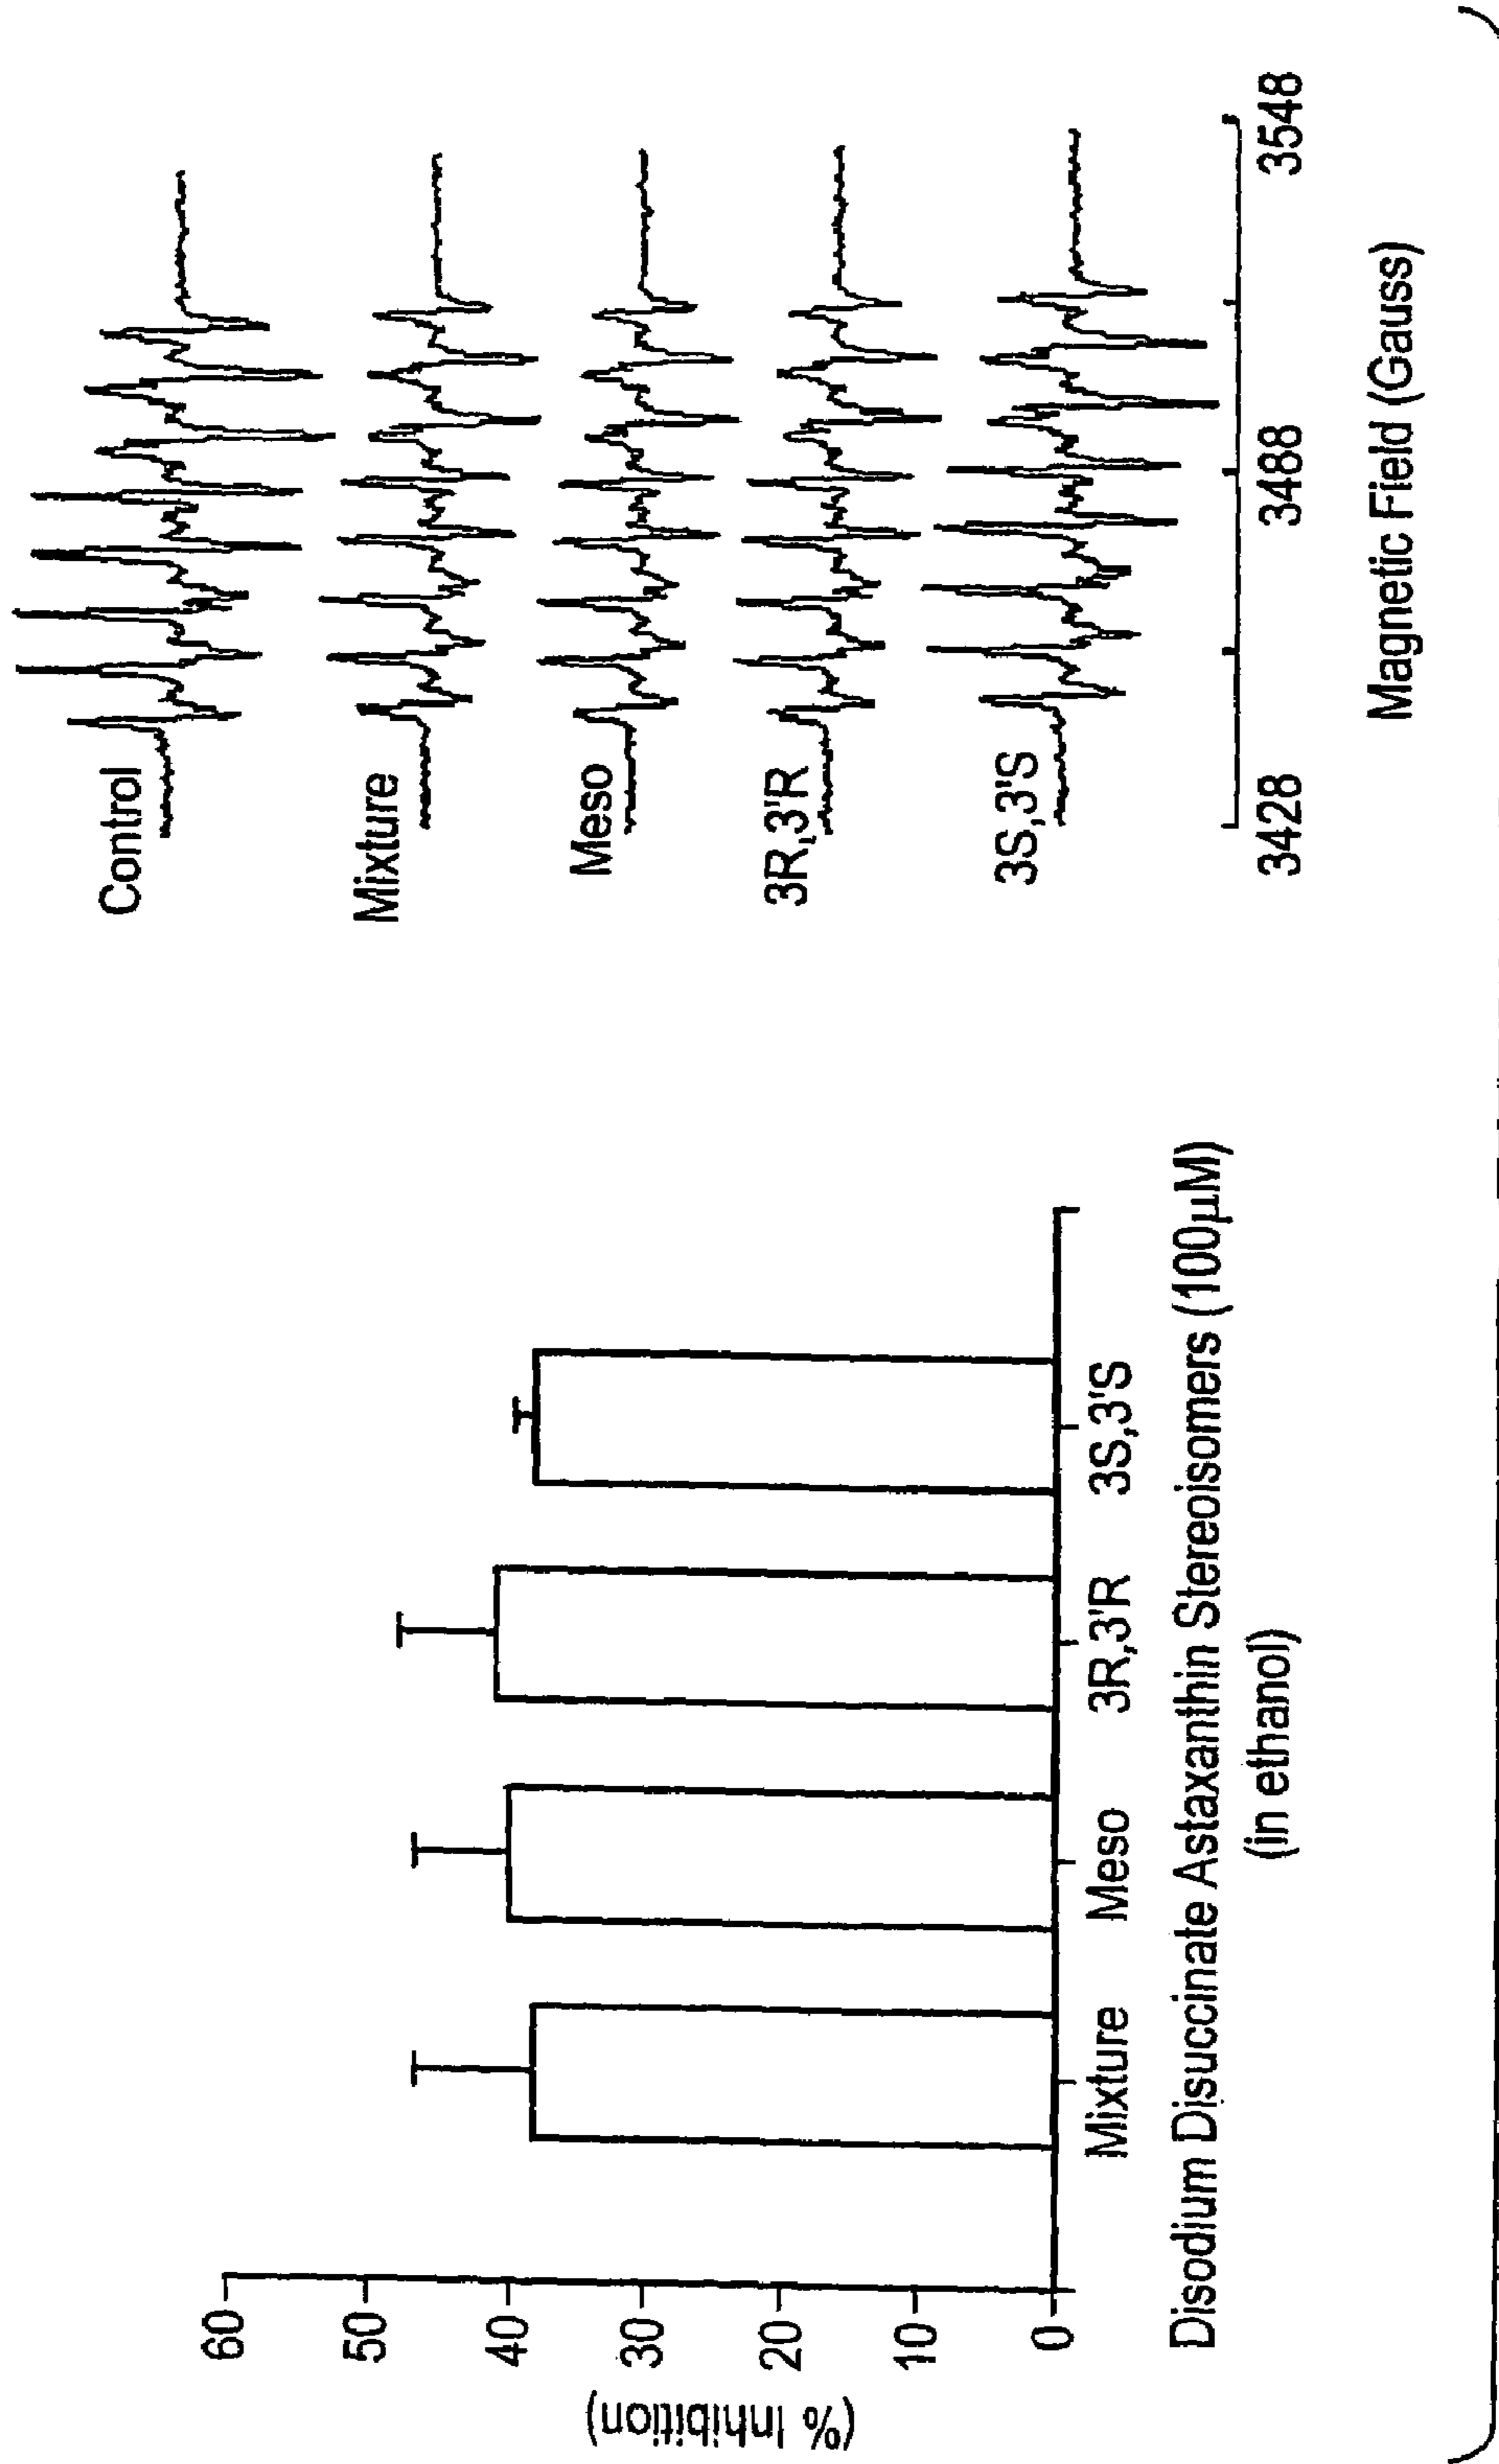 (% Inhibition)
60
50
40
30
20
10
0
Mixture Meso 3R,3'R 3S,3'S
Disodium Disuccinate Astaxanthin Stereoisomers (100µM)
(in ethanol)
Control
Mixture
Meso
3R,3'R
3S,3'S
3428 3488 3548
Magnetic Field (Gauss)